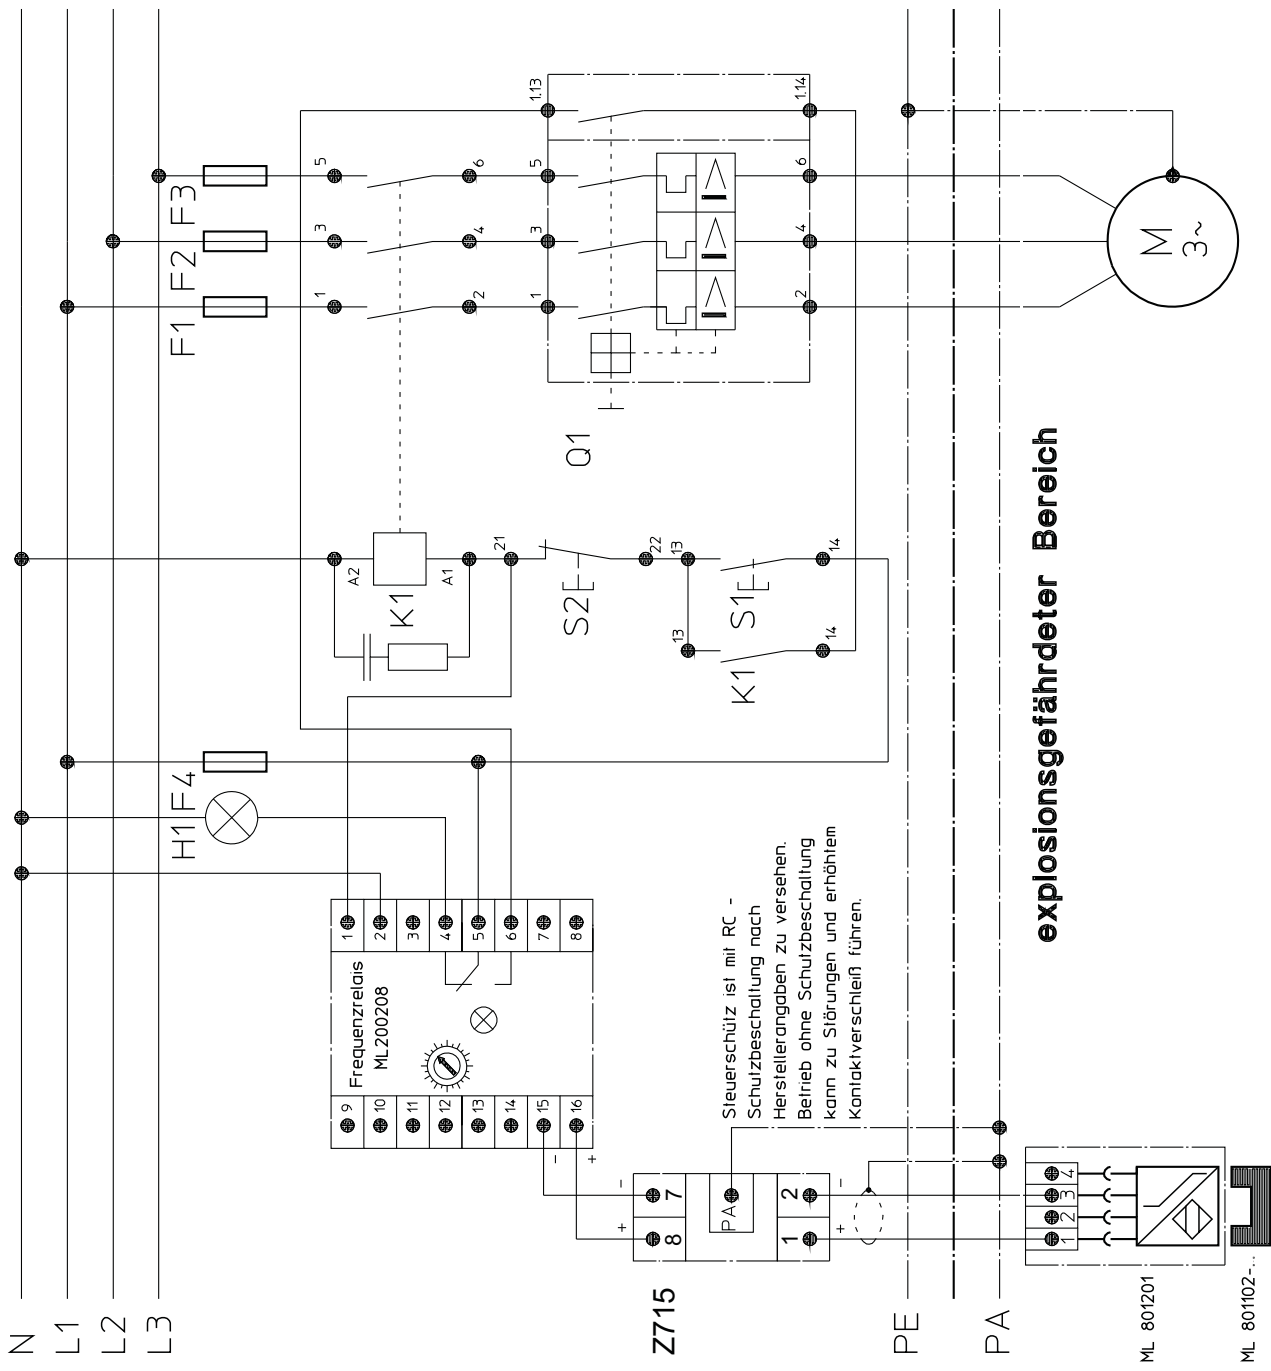 N
L1
L2
L3
F1 F2 F3
1 3 5
2 4 6
1 3 5 1.13
2 4 6 1.14
Q1
M
3~
A2
K1
A1
21
S2
22
13
S1
14
13
K1
14
H1 F4
Frequenzrelais
ML200208
1 2 3 4 5 6 7 8
9 10 11 12 13 14 15 16
- +
Steuerschütz ist mit RC -
Schutzbeschaltung nach
Herstellerangaben zu versehen.
Betrieb ohne Schutzbeschaltung
kann zu Störungen und erhöhtem
Kontaktverschleiß führen.
Z715
+ -
8 7
PA
1 2
+ -
PE
PA
explosionsgefährdeter Bereich
1 2 3 4
ML 801201
ML 801102-...